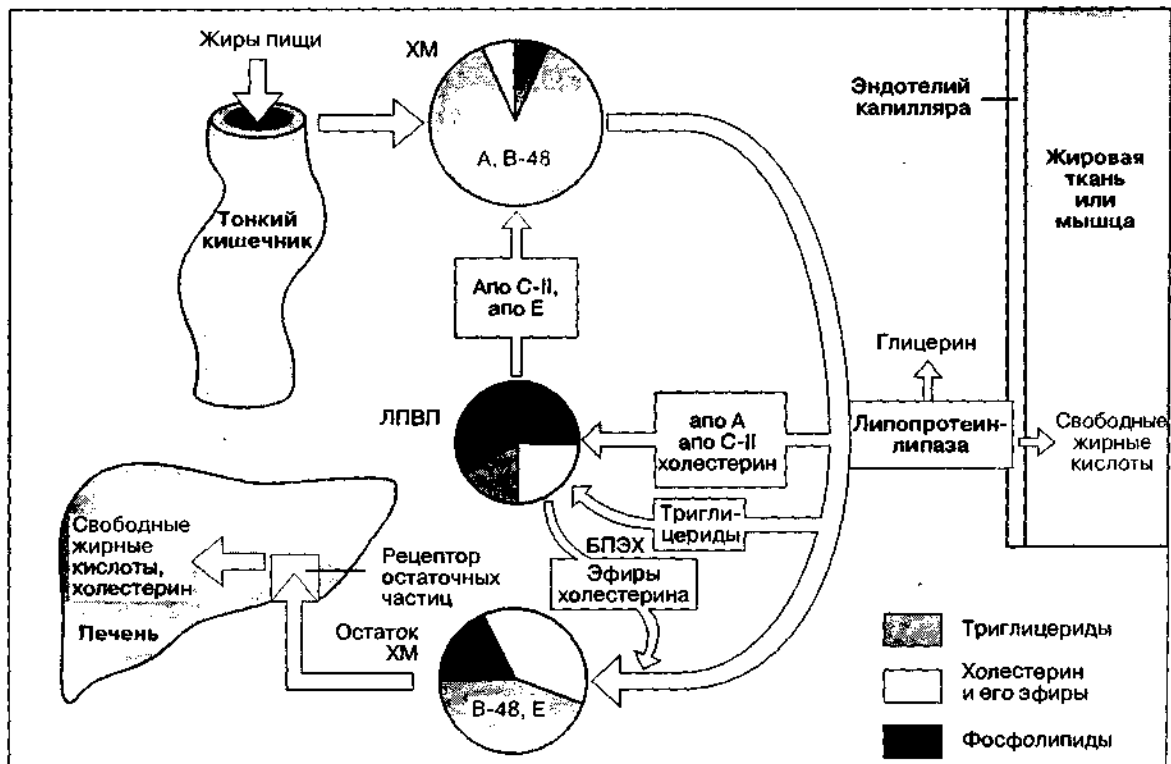 Жиры пищи
ХМ
А, В-48
Тонкий
кишечник
Апо С-II,
апо Е
Эндотелий
капилляра
Жировая
ткань
или
мышца
Глицерин
ЛПВП
апо А
апо С-II
холестерин
Липопротеин-
липаза
Свободные
жирные
кислоты
Тригли-
цериды
БПЭХ
Эфиры
холестерина
Свободные
жирные
кислоты,
холестерин
Рецептор
остаточных
частиц
Печень
Остаток
ХМ
В-48, Е
Триглицериды
Холестерин
и его эфиры
Фосфолипиды